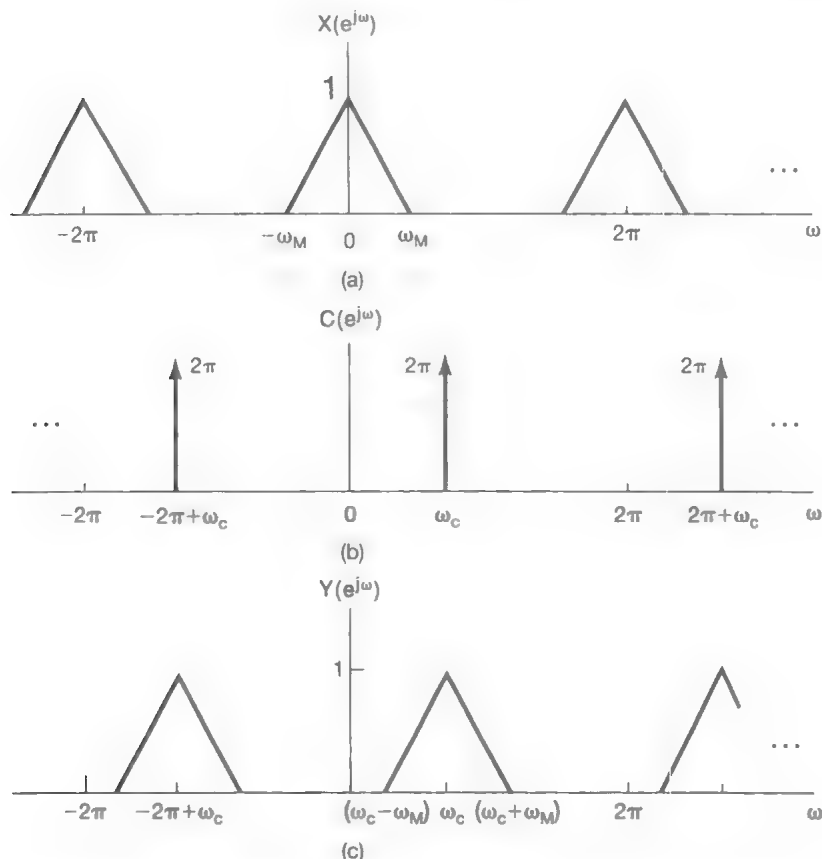 X(e^{jω})
1
...
−2π −ω_M 0 ω_M 2π ω
(a)
C(e^{jω})
2π 2π 2π
... ...
−2π −2π+ω_c 0 ω_c 2π 2π+ω_c ω
(b)
Y(e^{jω})
1
...
−2π −2π+ω_c (ω_c−ω_M) ω_c (ω_c+ω_M) 2π ω
(c)